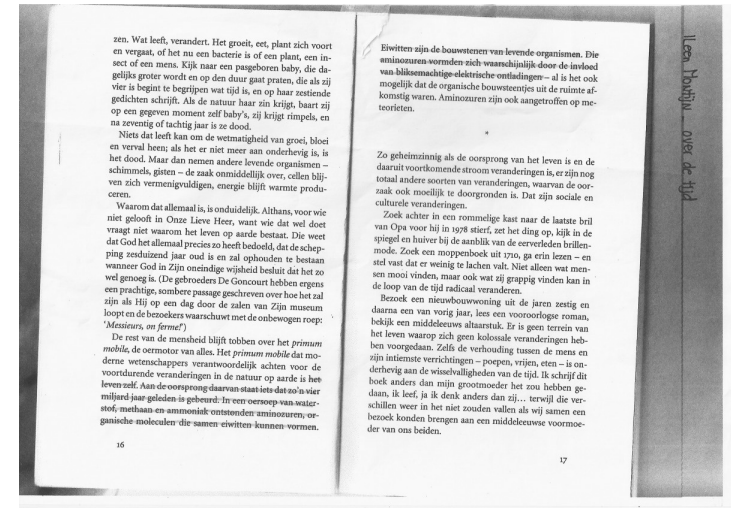 zen. Wat leeft, verandert. Het groeit, eet, plant zich voort
en vergaat, of het nu een bacterie is of een plant, een in-
sect of een mens. Kijk naar een pasgeboren baby, die da-
gelijks groter wordt en op den duur gaat praten, die als zij
vier is begint te begrijpen wat tijd is, en op haar zestiende
gedichten schrijft. Als de natuur haar zin krijgt, baart zij
op een gegeven moment zelf baby's, zij krijgt rimpels, en
na zeventig of tachtig jaar is ze dood.
Niets dat leeft kan om de wetmatigheid van groei, bloei
en verval heen; als het er niet meer aan onderhevig is, is
het dood. Maar dan nemen andere levende organismen –
schimmels, gisten – de zaak onmiddellijk over, cellen blij-
ven zich vermenigvuldigen, energie blijft warmte produ-
ceren.
Waarom dat allemaal is, is onduidelijk. Althans, voor wie
niet gelooft in Onze Lieve Heer, want wie dat wel doet
vraagt niet waarom het leven op aarde bestaat. Die weet
dat God het allemaal precies zo heeft bedoeld, dat de schep-
ping zesduizend jaar oud is en zal ophouden te bestaan
wanneer God in Zijn oneindige wijsheid besluit dat het zo
wel genoeg is. (De gebroeders De Goncourt hebben ergens
een prachtige, sombere passage geschreven over hoe het zal
zijn als Hij op een dag door de zalen van Zijn museum
loopt en de bezoekers waarschuwt met de onbewogen roep:
'Messieurs, on ferme!')
De rest van de mensheid blijft tobben over het primum
mobile, de oermotor van alles. Het primum mobile dat mo-
derne wetenschappers verantwoordelijk achten voor de
voortdurende veranderingen in de natuur op aarde is het
leven zelf. Aan de oorsprong daarvan staat iets dat zo'n vier
miljard jaar geleden is gebeurd. In een oersoep van water-
stof, methaan en ammoniak ontstonden aminozuren, or-
ganische moleculen die samen eiwitten kunnen vormen.
16
Eiwitten zijn de bouwstenen van levende organismen. Die
aminozuren vormden zich waarschijnlijk door de invloed
van bliksemachtige elektrische ontladingen – al is het ook
mogelijk dat de organische bouwsteentjes uit de ruimte af-
komstig waren. Aminozuren zijn ook aangetroffen op me-
teorieten.
*
Zo geheimzinnig als de oorsprong van het leven is en de
daaruit voortkomende stroom veranderingen is, er zijn nog
totaal andere soorten van veranderingen, waarvan de oor-
zaak ook moeilijk te doorgronden is. Dat zijn sociale en
culturele veranderingen.
Zoek achter in een rommelige kast naar de laatste bril
van Opa voor hij in 1978 stierf, zet het ding op, kijk in de
spiegel en huiver bij de aanblik van de eerverleden brillen-
mode. Zoek een moppenboek uit 1710, ga erin lezen – en
stel vast dat er weinig te lachen valt. Niet alleen wat men-
sen mooi vinden, maar ook wat zij grappig vinden kan in
de loop van de tijd radicaal veranderen.
Bezoek een nieuwbouwwoning uit de jaren zestig en
daarna een van vorig jaar, lees een vooroorlogse roman,
bekijk een middeleeuws altaarstuk. Er is geen terrein van
het leven waarop zich geen kolossale veranderingen heb-
ben voorgedaan. Zelfs de verhouding tussen de mens en
zijn intiemste verrichtingen – poepen, vrijen, eten – is on-
derhevig aan de wisselvalligheden van de tijd. Ik schrijf dit
boek anders dan mijn grootmoeder het zou hebben ge-
daan, ik leef, ja ik denk anders dan zij... terwijl die ver-
schillen weer in het niet zouden vallen als wij samen een
bezoek konden brengen aan een middeleeuwse voormoe-
der van ons beiden.
17
Ileen Montijn – over de tijd